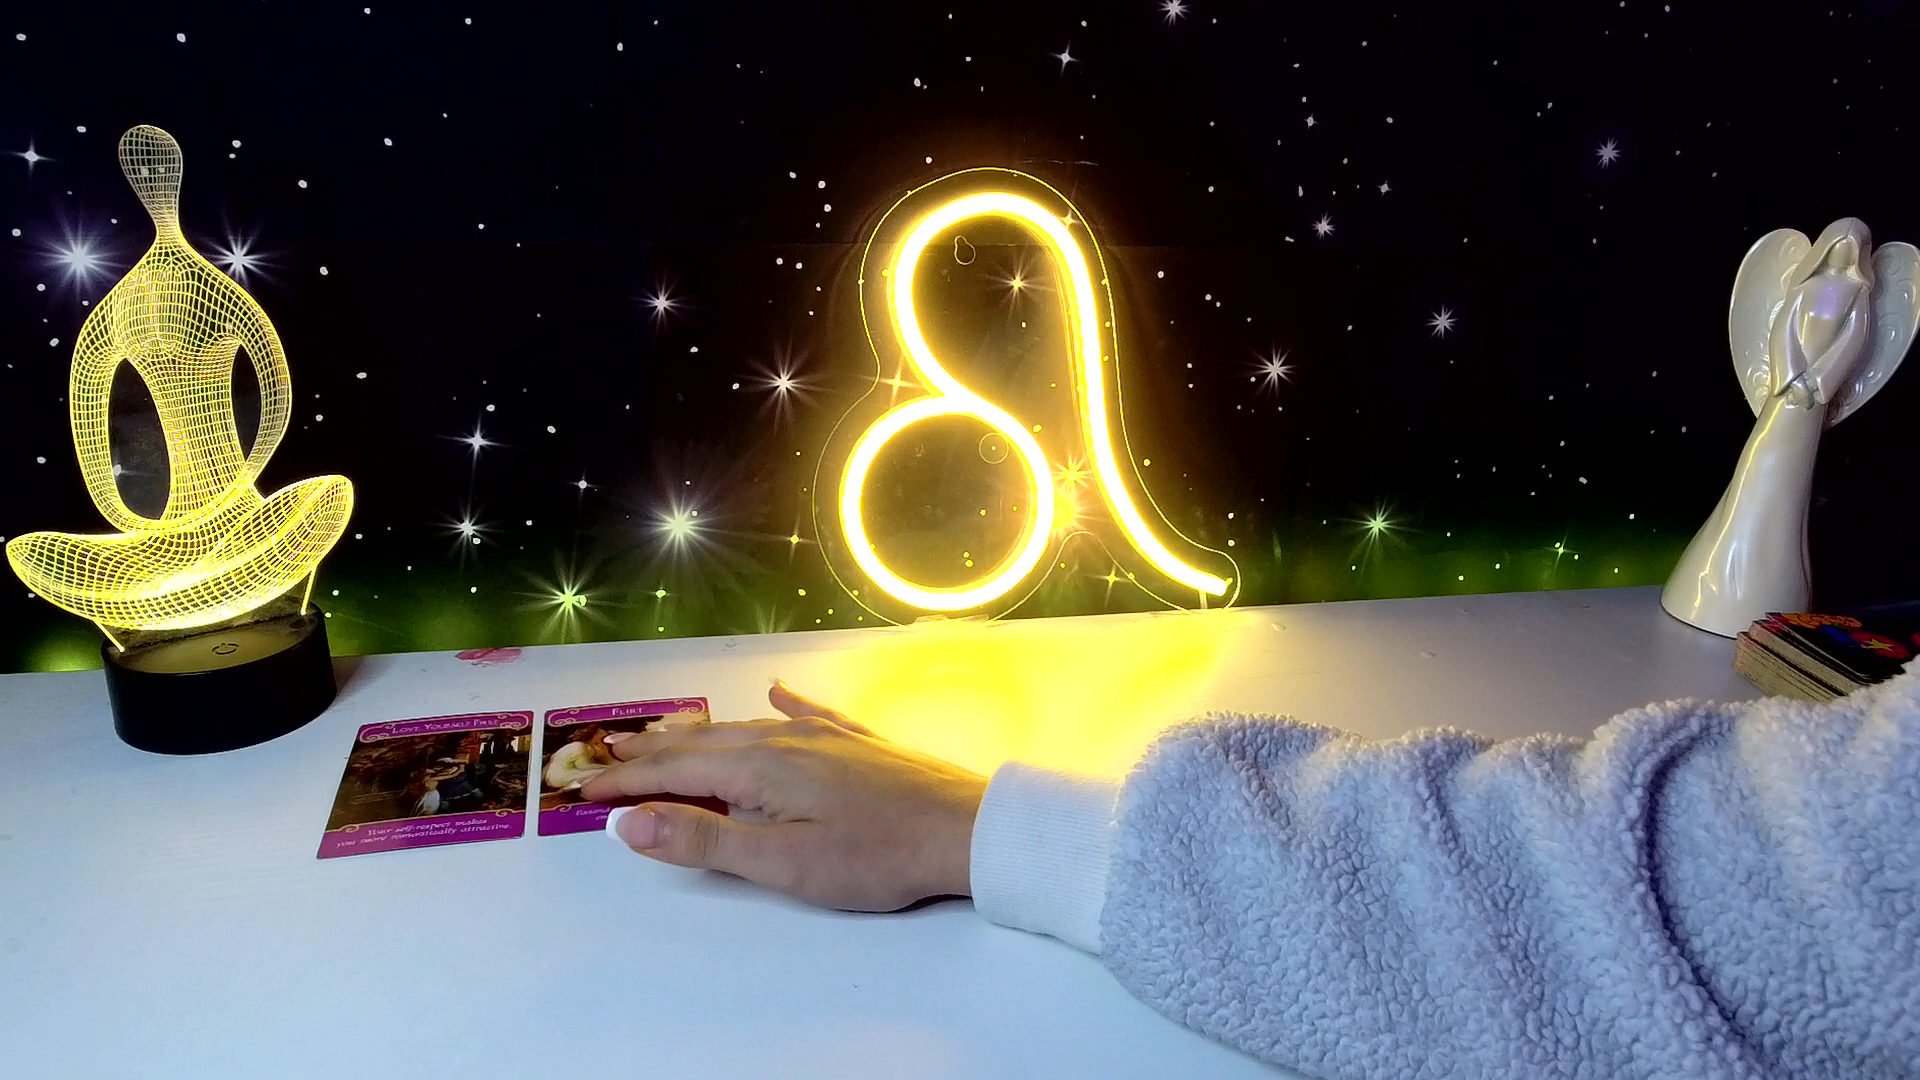 LOVE YOURSELF FIRST
Your self-respect makes
you more romantically attractive.
FLIRT